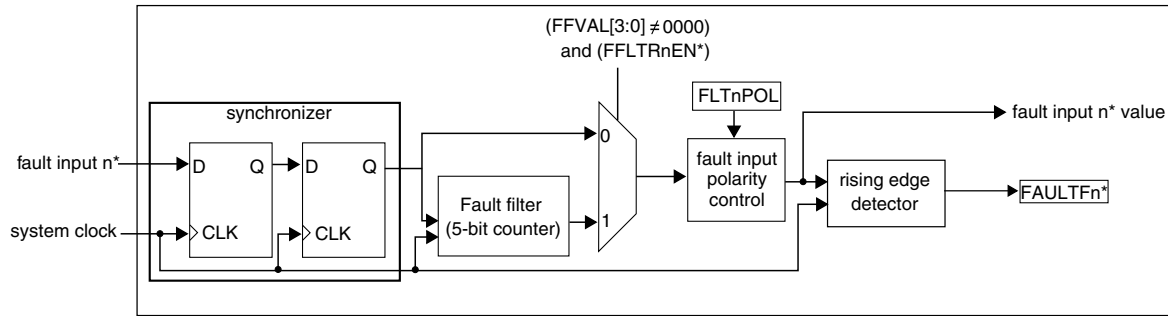 (FFVAL[3:0] ≠ 0000)
and (FFLTRnEN*)
synchronizer
FLTnPOL
fault input n* value
fault input n*
D
Q
D
Q
0
fault input
polarity
control
rising edge
detector
FAULTFn*
Fault filter
(5-bit counter)
1
system clock
CLK
CLK